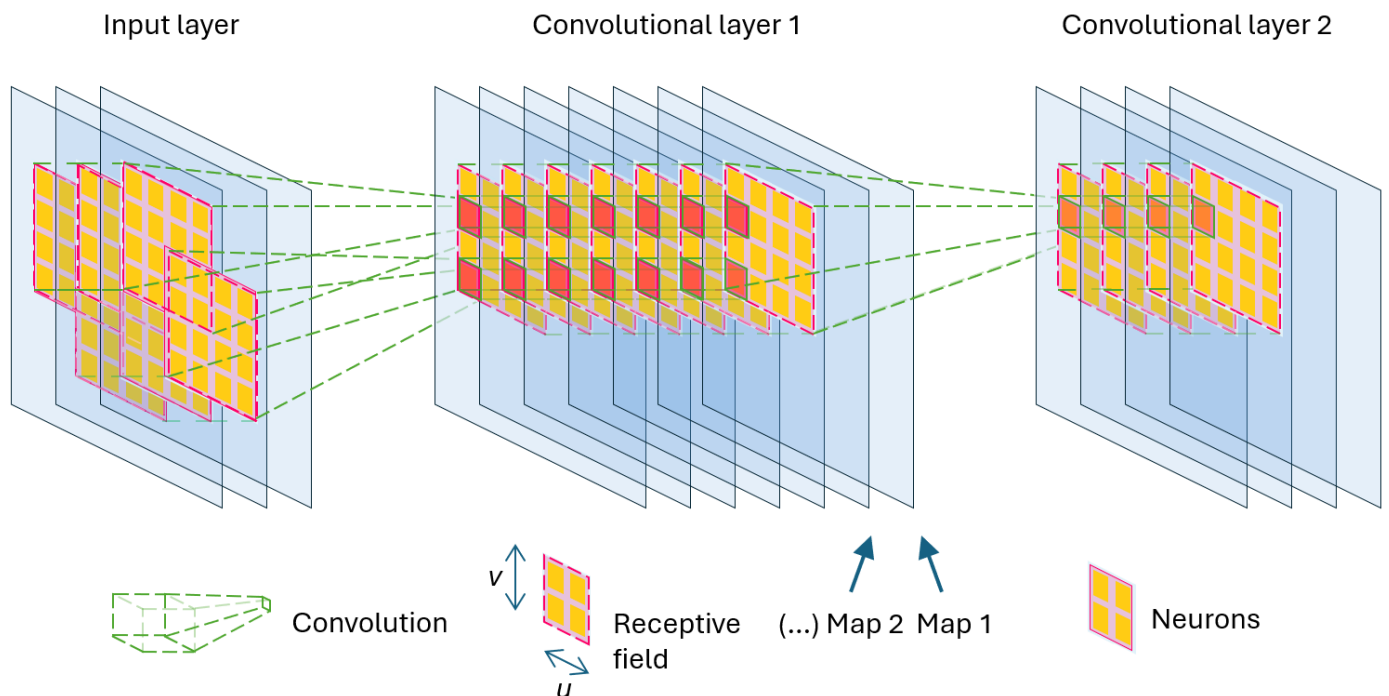 Input layer
Convolutional layer 1
Convolutional layer 2
Convolution
v
u
Receptive
field
(...) Map 2 Map 1
Neurons